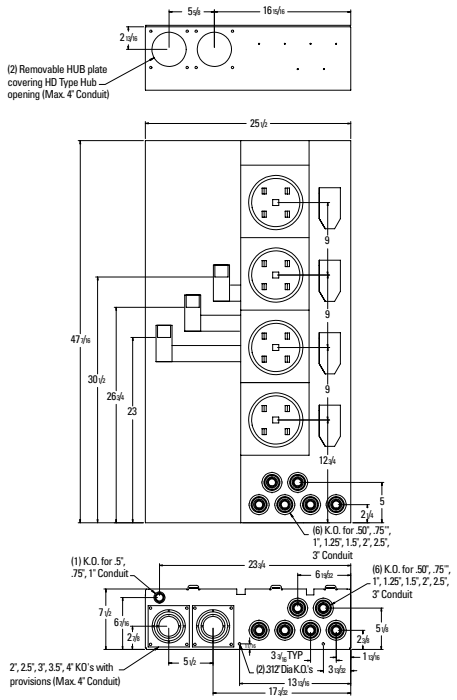 5 5/8
16 15/16
2 13/16
(2) Removable HUB plate
covering HD Type Hub
opening (Max. 4" Conduit)
25 1/2
9
9
47 7/16
30 1/2
26 3/4
23
9
12 3/4
5
2 1/4
(6) K.O. for .50", .75"",
1", 1.25", 1.5", 2", 2.5",
3" Conduit
(1) K.O. for .5",
.75", 1" Conduit
23 3/4
6 19/32
(6) K.O. for .50", .75"",
1", 1.25", 1.5", 2", 2.5",
3" Conduit
7 1/2
6 7/16
2 7/8
5 1/8
2 3/8
11/16
3 3/16 TYP
1 13/16
2", 2.5", 3", 3.5", 4" KO's with
provisions (Max. 4" Conduit)
5 1/2
(2).312"Dia K.O.'s
3 13/32
13 13/16
17 3/32